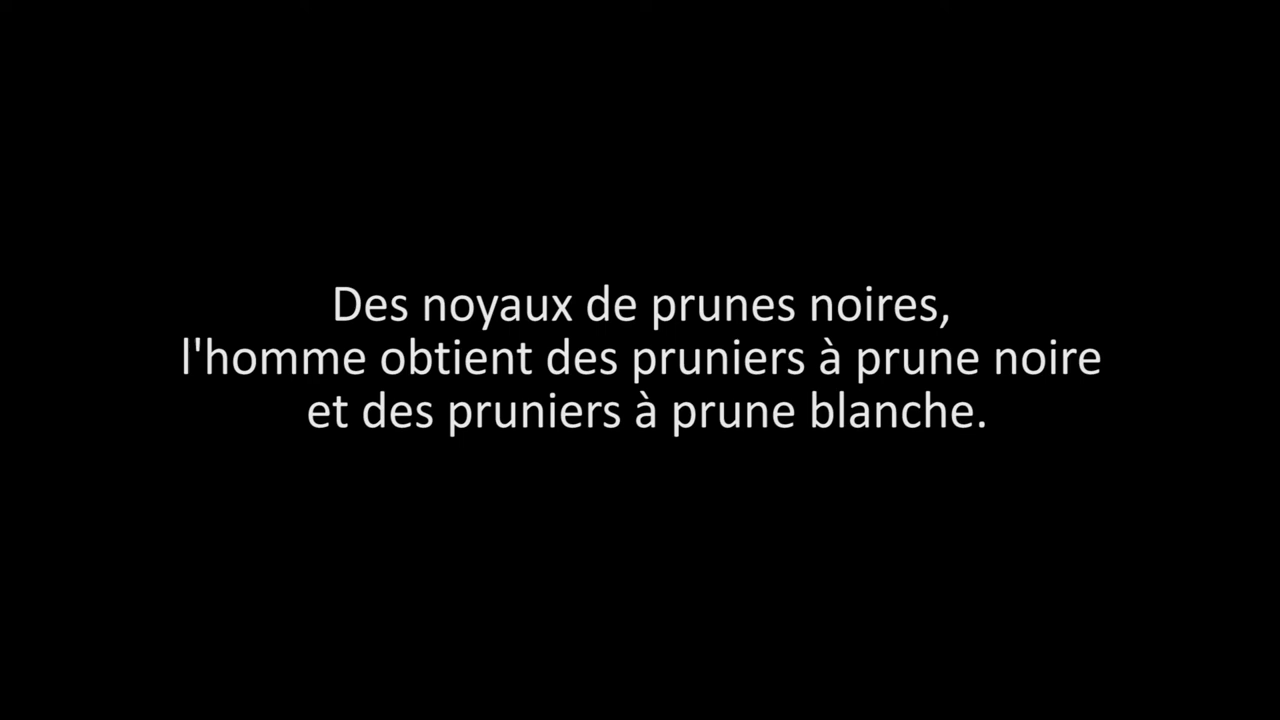 Des noyaux de prunes noires,
l'homme obtient des pruniers à prune noire
et des pruniers à prune blanche.